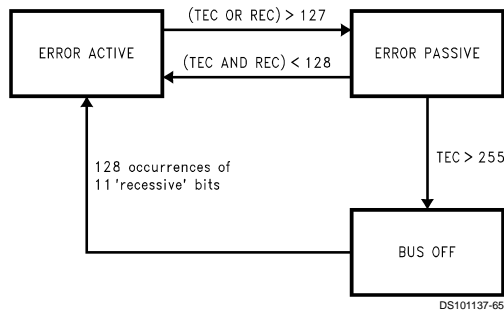 (TEC OR REC) > 127
ERROR ACTIVE
ERROR PASSIVE
(TEC AND REC) < 128
128 occurrences of
11 'recessive' bits
TEC > 255
BUS OFF
DS101137-65